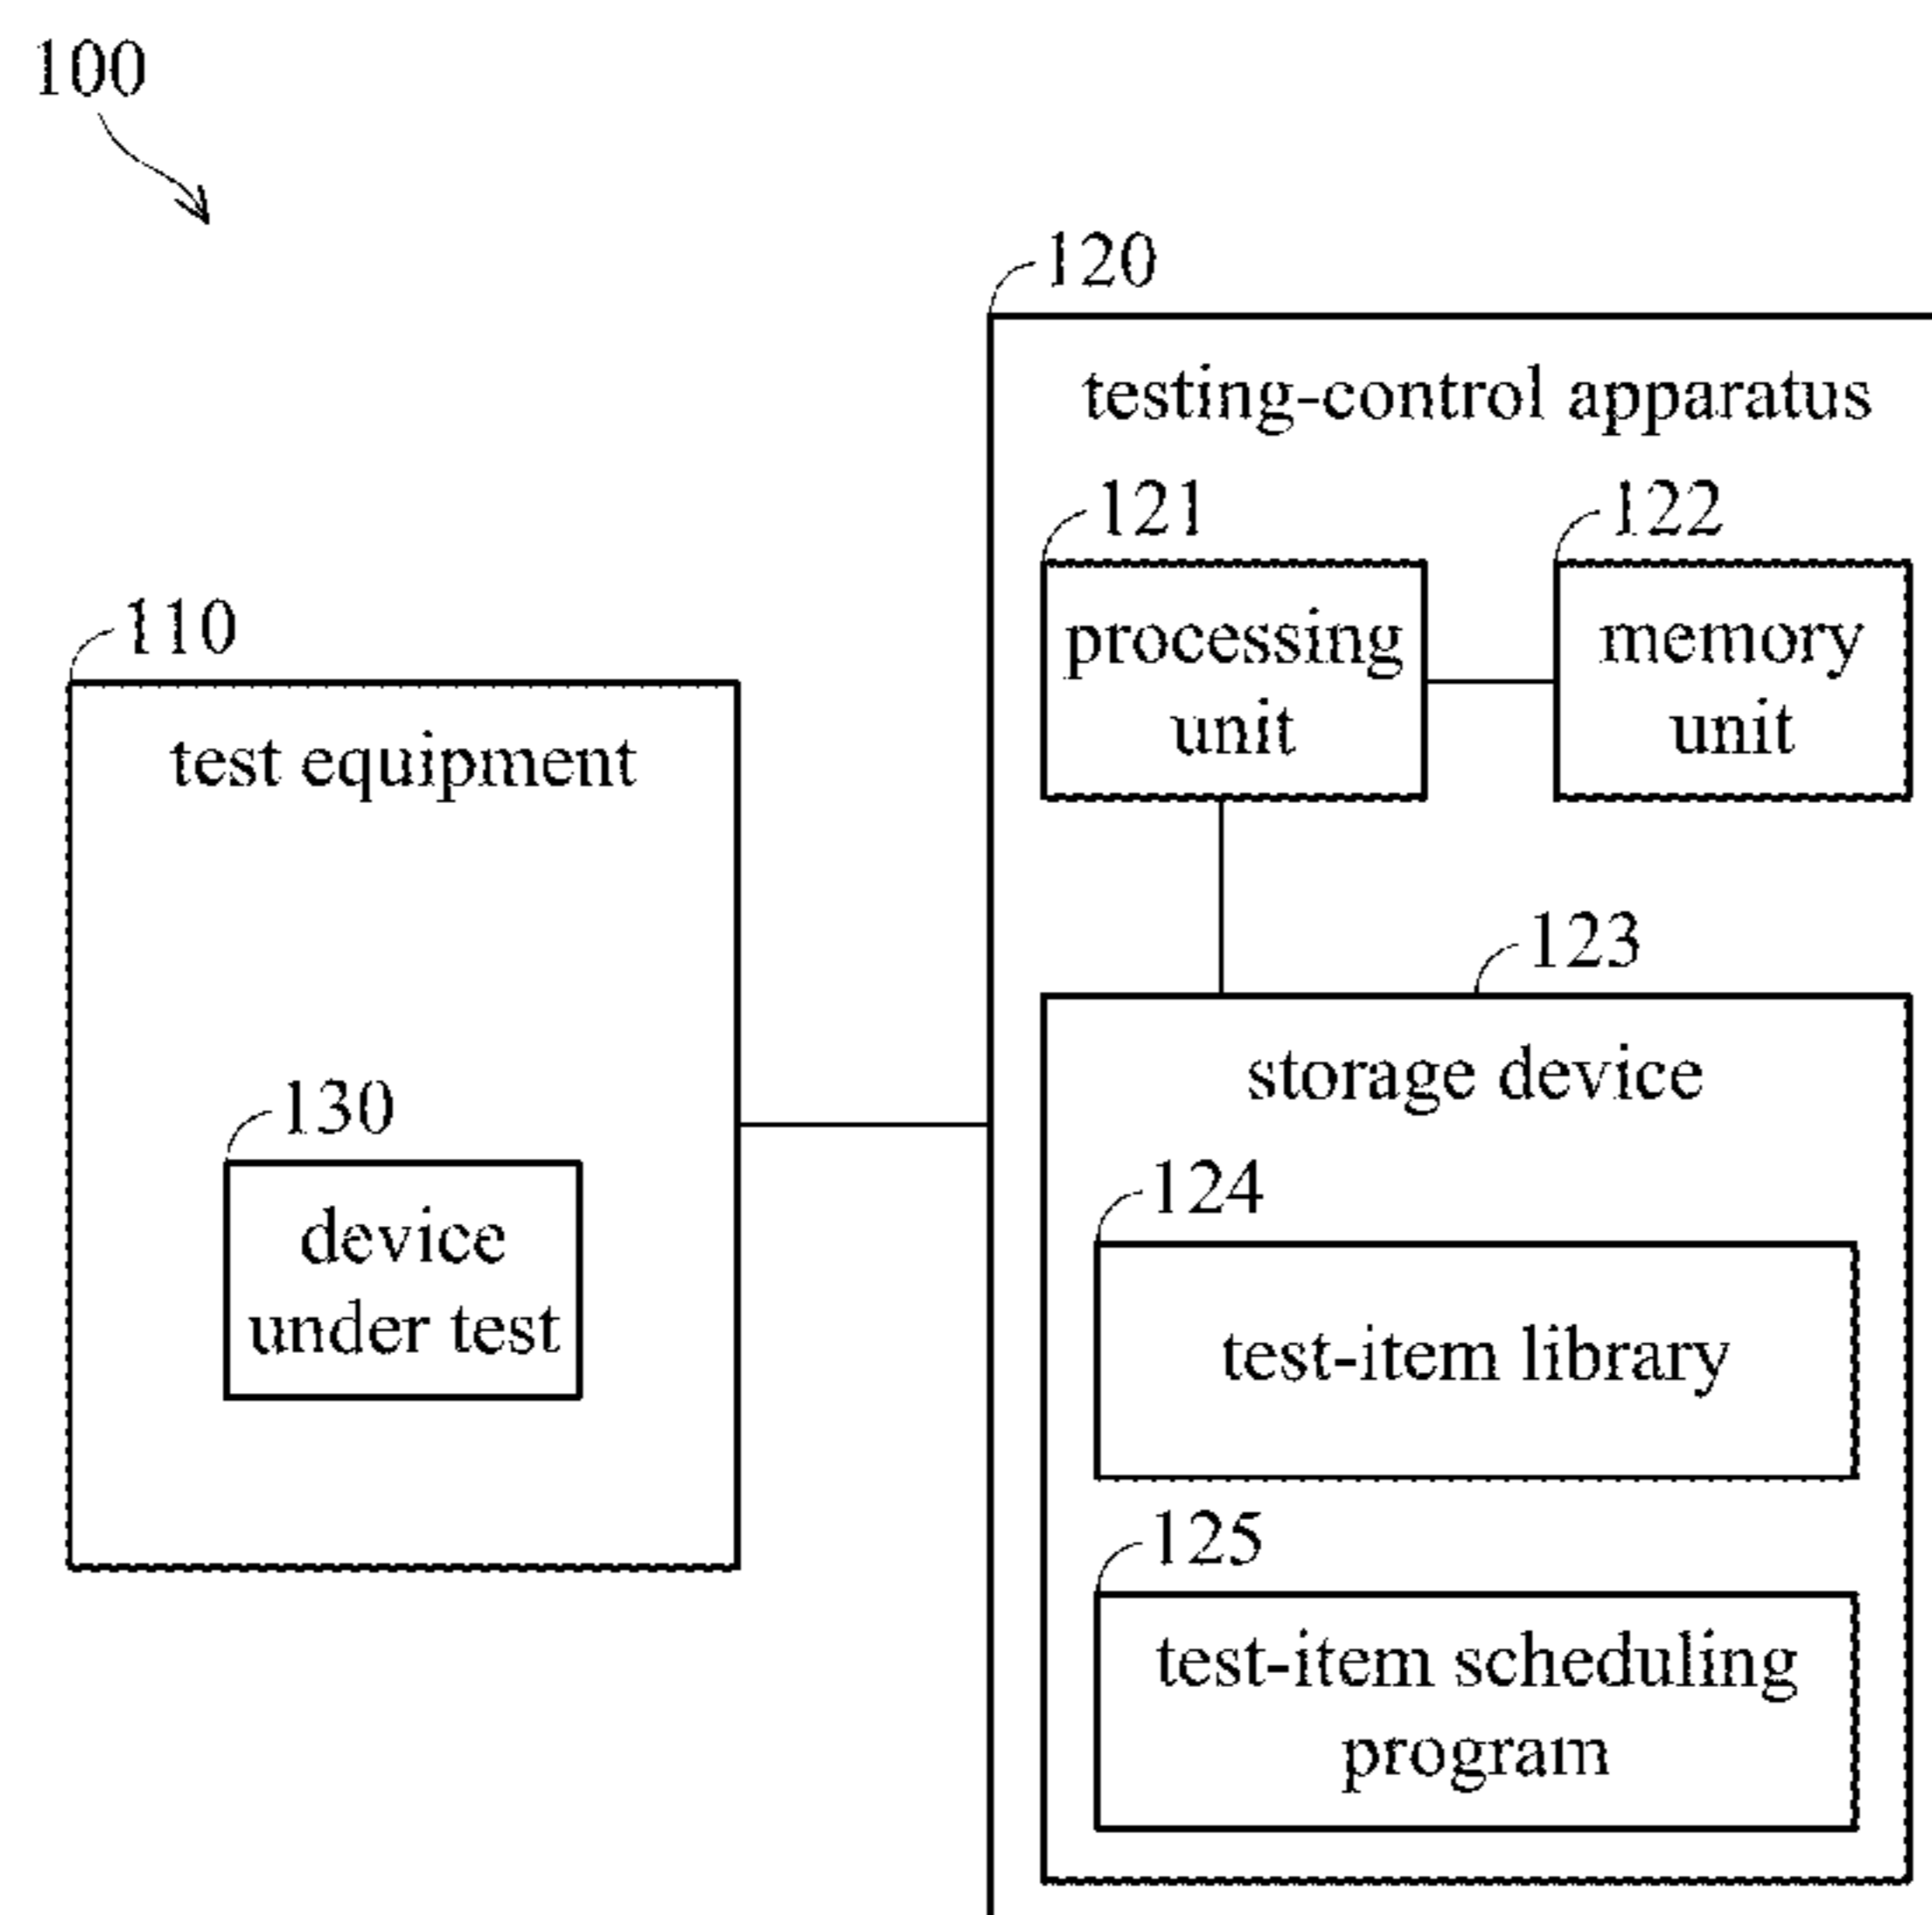 100
120
testing-control apparatus
121
122
processing
unit
memory
unit
110
test equipment
123
storage device
130
device
under test
124
test-item library
125
test-item scheduling
program